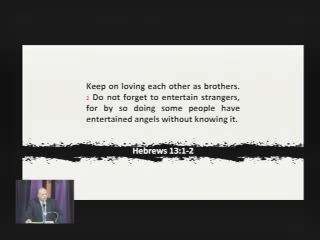 Keep on loving each other as brothers.
2 Do not forget to entertain strangers,
for by so doing some people have
entertained angels without knowing it.
Hebrews 13:1-2